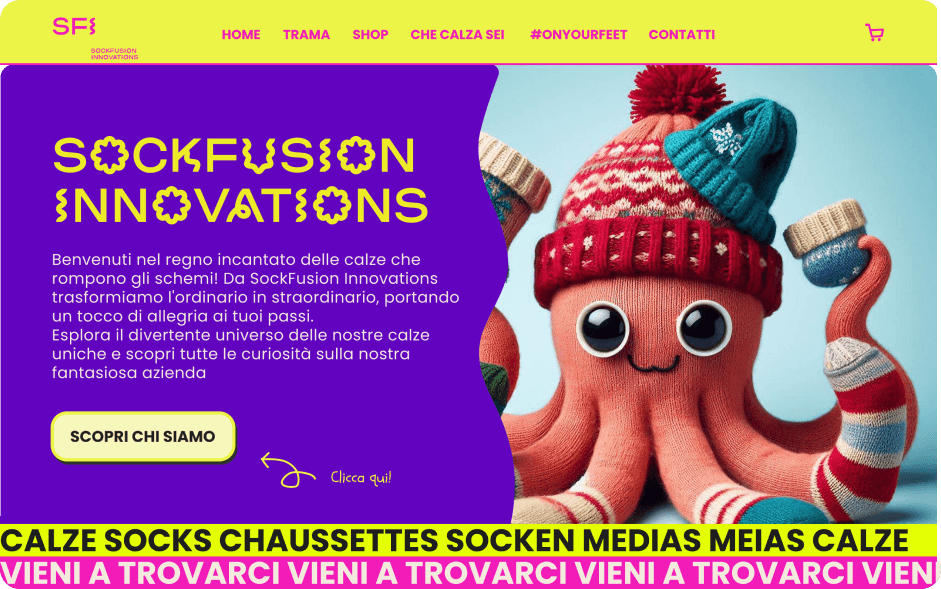 SFI
SOCKFUSION
INNOVATIONS
HOME TRAMA SHOP CHE CALZA SEI #ONYOURFEET CONTATTI
SOCKFUSION
INNOVATIONS
Benvenuti nel regno incantato delle calze che
rompono gli schemi! Da SockFusion Innovations
trasformiamo l'ordinario in straordinario, portando
un tocco di allegria ai tuoi passi.
Esplora il divertente universo delle nostre calze
uniche e scopri tutte le curiosità sulla nostra
fantasiosa azienda
SCOPRI CHI SIAMO
Clicca qui!
CALZE SOCKS CHAUSSETTES SOCKEN MEDIAS MEIAS CALZE
VIENI A TROVARCI VIENI A TROVARCI VIENI A TROVARCI VIENI